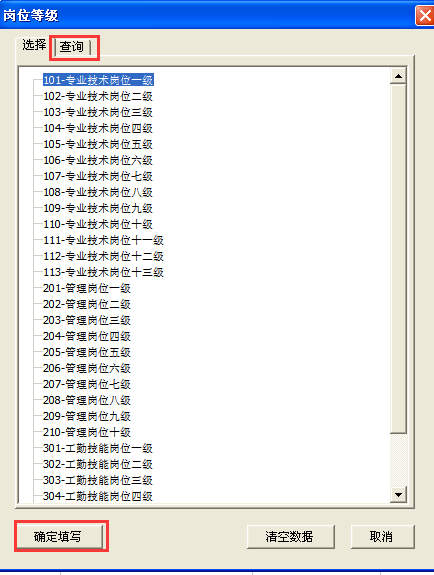 岗位等级
选择 查询
101-专业技术岗位一级
102-专业技术岗位二级
103-专业技术岗位三级
104-专业技术岗位四级
105-专业技术岗位五级
106-专业技术岗位六级
107-专业技术岗位七级
108-专业技术岗位八级
109-专业技术岗位九级
110-专业技术岗位十级
111-专业技术岗位十一级
112-专业技术岗位十二级
113-专业技术岗位十三级
201-管理岗位一级
202-管理岗位二级
203-管理岗位三级
204-管理岗位四级
205-管理岗位五级
206-管理岗位六级
207-管理岗位七级
208-管理岗位八级
209-管理岗位九级
210-管理岗位十级
301-工勤技能岗位一级
302-工勤技能岗位二级
303-工勤技能岗位三级
304-工勤技能岗位四级
确定填写 清空数据 取消